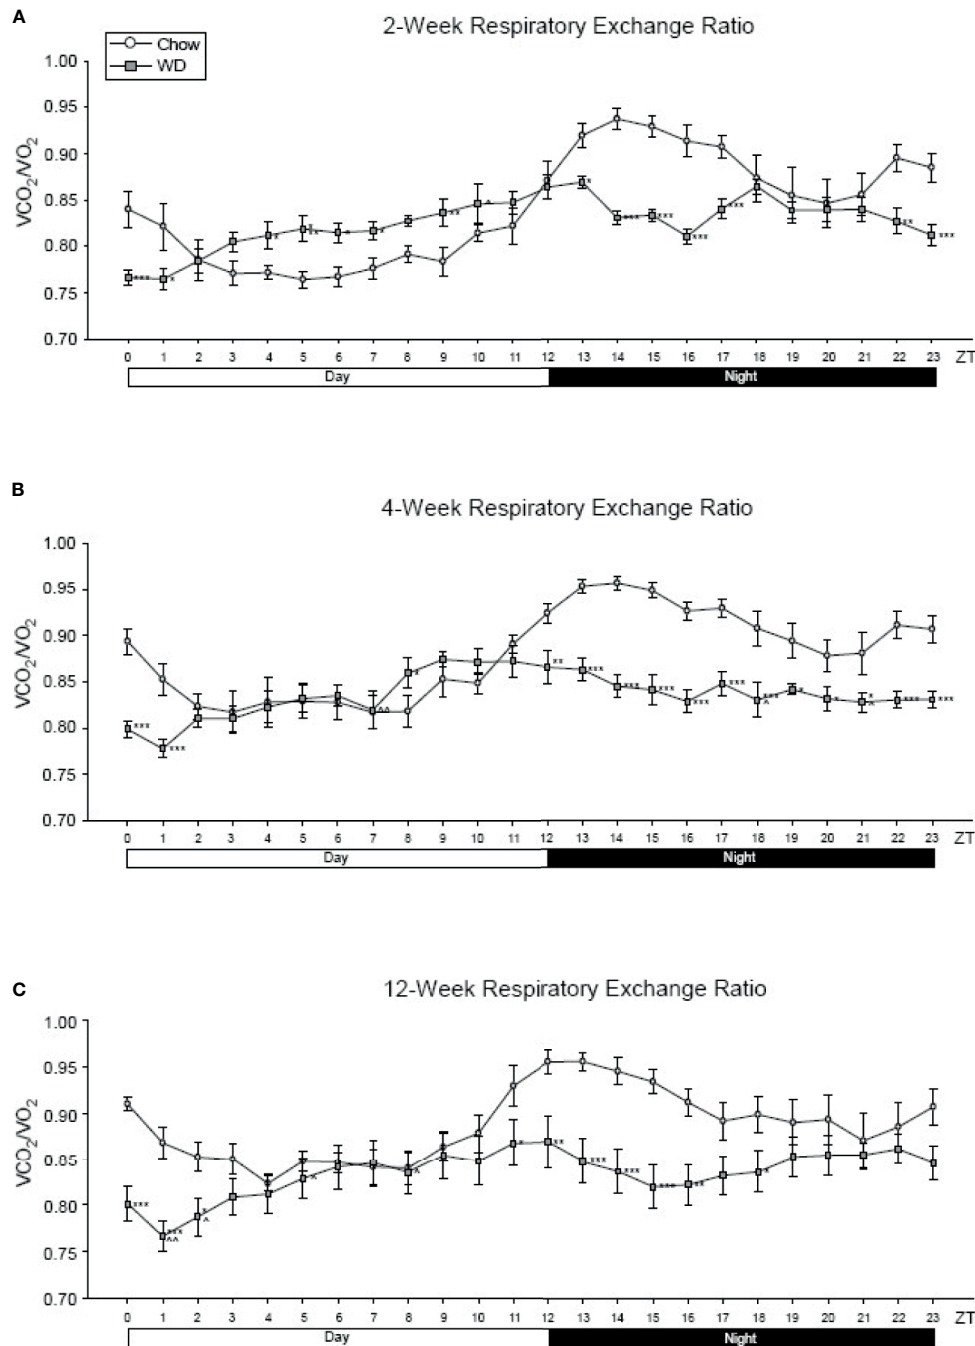 A
2-Week Respiratory Exchange Ratio
Chow
WD
1.00
0.95
0.90
0.85
0.80
0.75
0.70
VCO2/VO2
0 1 2 3 4 5 6 7 8 9 10 11 12 13 14 15 16 17 18 19 20 21 22 23 ZT
Day Night
B
4-Week Respiratory Exchange Ratio
1.00
0.95
0.90
0.85
0.80
0.75
0.70
VCO2/VO2
0 1 2 3 4 5 6 7 8 9 10 11 12 13 14 15 16 17 18 19 20 21 22 23 ZT
Day Night
C
12-Week Respiratory Exchange Ratio
1.00
0.95
0.90
0.85
0.80
0.75
0.70
VCO2/VO2
0 1 2 3 4 5 6 7 8 9 10 11 12 13 14 15 16 17 18 19 20 21 22 23 ZT
Day Night